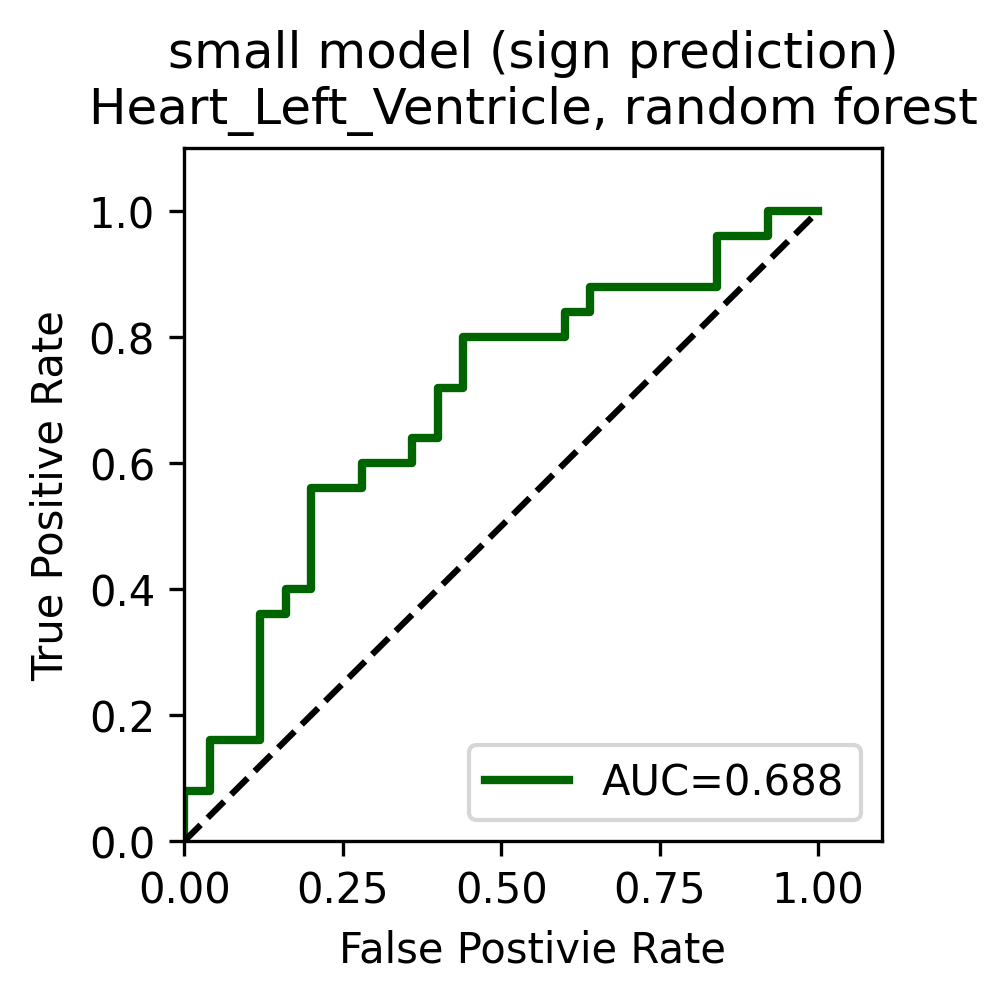 small model (sign prediction)
Heart_Left_Ventricle, random forest
1.0
0.8
0.6
0.4
0.2
0.0
True Positive Rate
AUC=0.688
0.00 0.25 0.50 0.75 1.00
False Postivie Rate